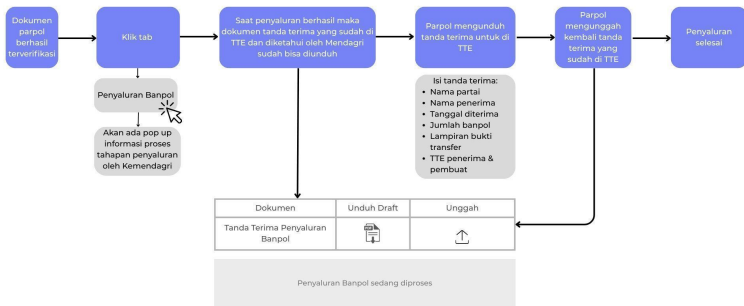 Dokumen
parpol
berhasil
terverifikasi
Klik tab
Saat penyaluran berhasil maka
dokumen tanda terima yang sudah di
TTE dan diketahui oleh Mendagri
sudah bisa diunduh
Parpol mengunduh
tanda terima untuk di
TTE
Parpol
mengunggah
kembali tanda
terima yang
sudah di TTE
Penyaluran
selesai
Penyaluran Banpol
Akan ada pop up
informasi proses
tahapan penyaluran
oleh Kemendagri
Isi tanda terima:
• Nama partai
• Nama penerima
• Tanggal diterima
• Jumlah banpol
• Lampiran bukti
transfer
• TTE penerima &
pembuat
Dokumen Unduh Draft Unggah
Tanda Terima Penyaluran
Banpol
Penyaluran Banpol sedang diproses